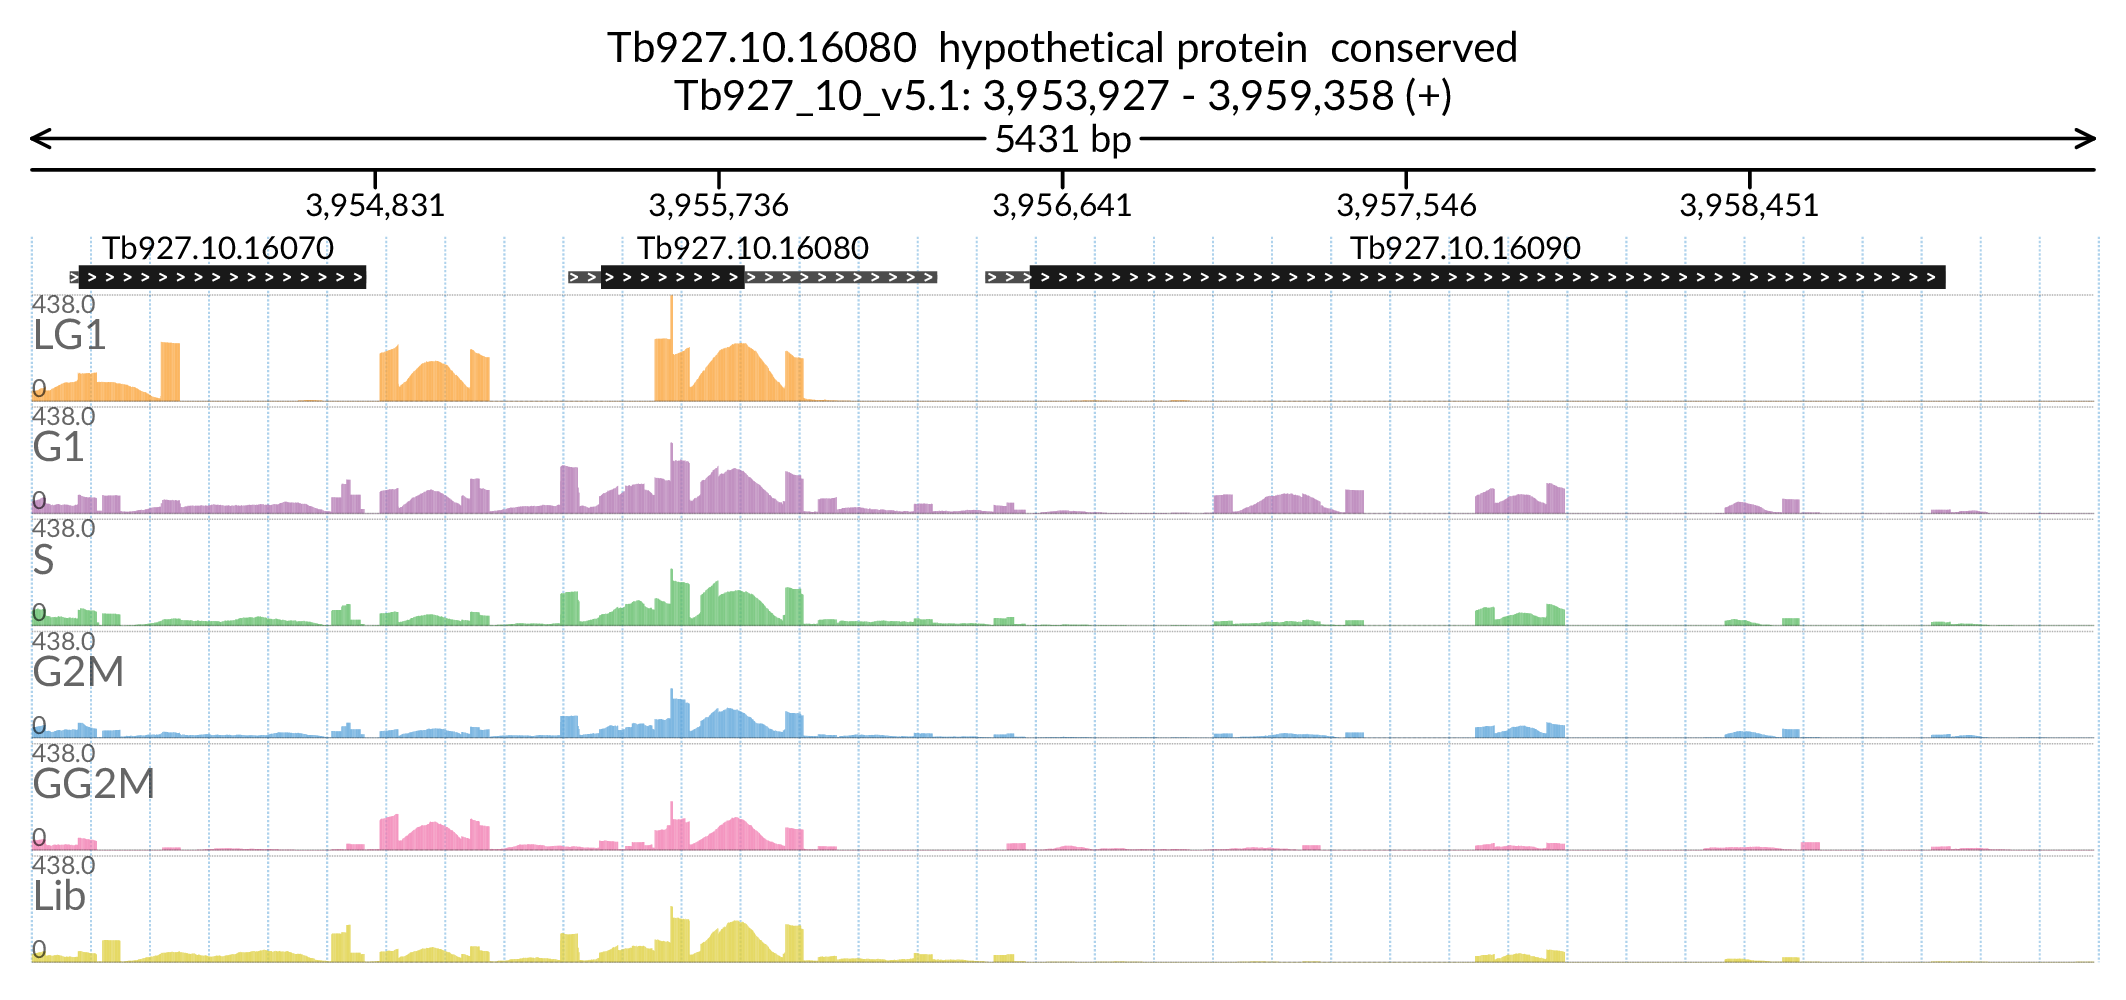 Tb927.10.16080 hypothetical protein conserved
Tb927_10_v5.1: 3,953,927 - 3,959,358 (+)
5431 bp
3,954,831 3,955,736 3,956,641 3,957,546 3,958,451
Tb927.10.16070 Tb927.10.16080 Tb927.10.16090
438.0
LG1
0
438.0
G1
0
438.0
S
0
438.0
G2M
0
438.0
GG2M
0
438.0
Lib
0